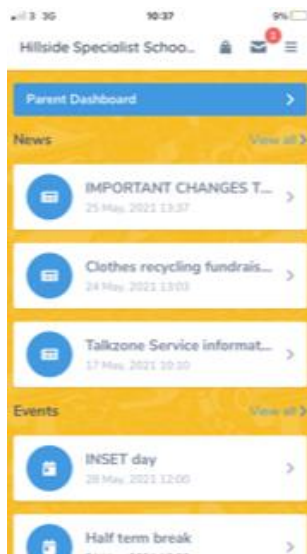 3 3G 10:37 9%
Hillside Specialist Schoo...
Parent Dashboard
News View all
IMPORTANT CHANGES T...
25 May, 2021 13:37
Clothes recycling fundrais...
24 May, 2021 13:03
Talkzone Service informat...
17 May, 2021 10:10
Events View all
INSET day
28 May, 2021 12:00
Half term break